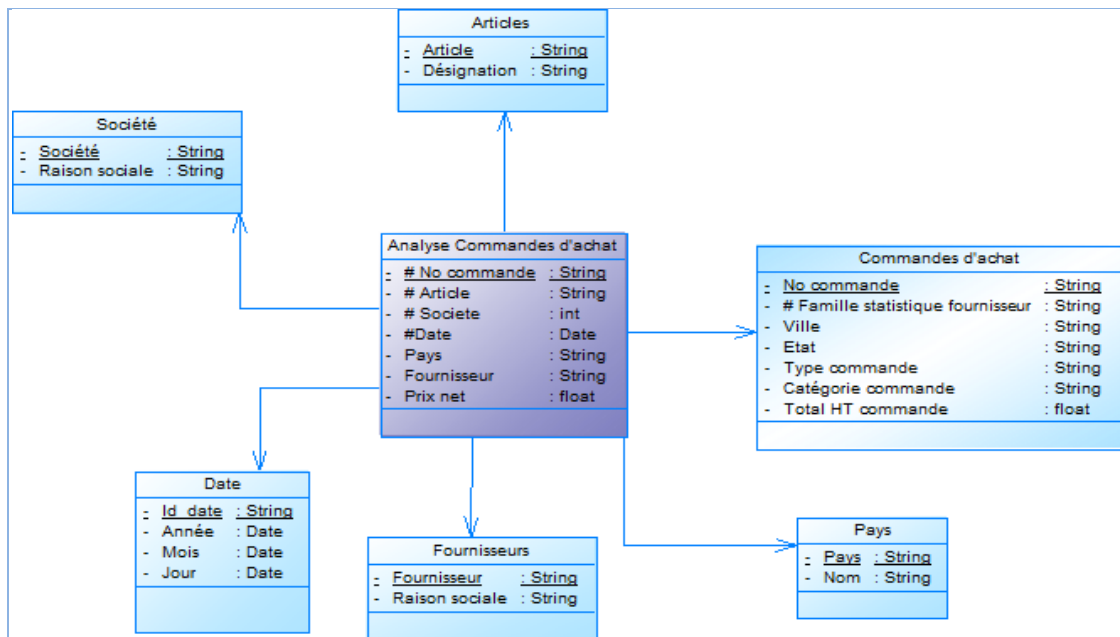 Articles
- Article : String
- Désignation : String
Société
- Société : String
- Raison sociale : String
Analyse Commandes d'achat
- # No commande : String
- # Article : String
- # Societe : int
- #Date : Date
- Pays : String
- Fournisseur : String
- Prix net : float
Commandes d'achat
- No commande : String
- # Famille statistique fournisseur : String
- Ville : String
- Etat : String
- Type commande : String
- Catégorie commande : String
- Total HT commande : float
Date
- Id_date : String
- Année : Date
- Mois : Date
- Jour : Date
Fournisseurs
- Fournisseur : String
- Raison sociale : String
Pays
- Pays : String
- Nom : String